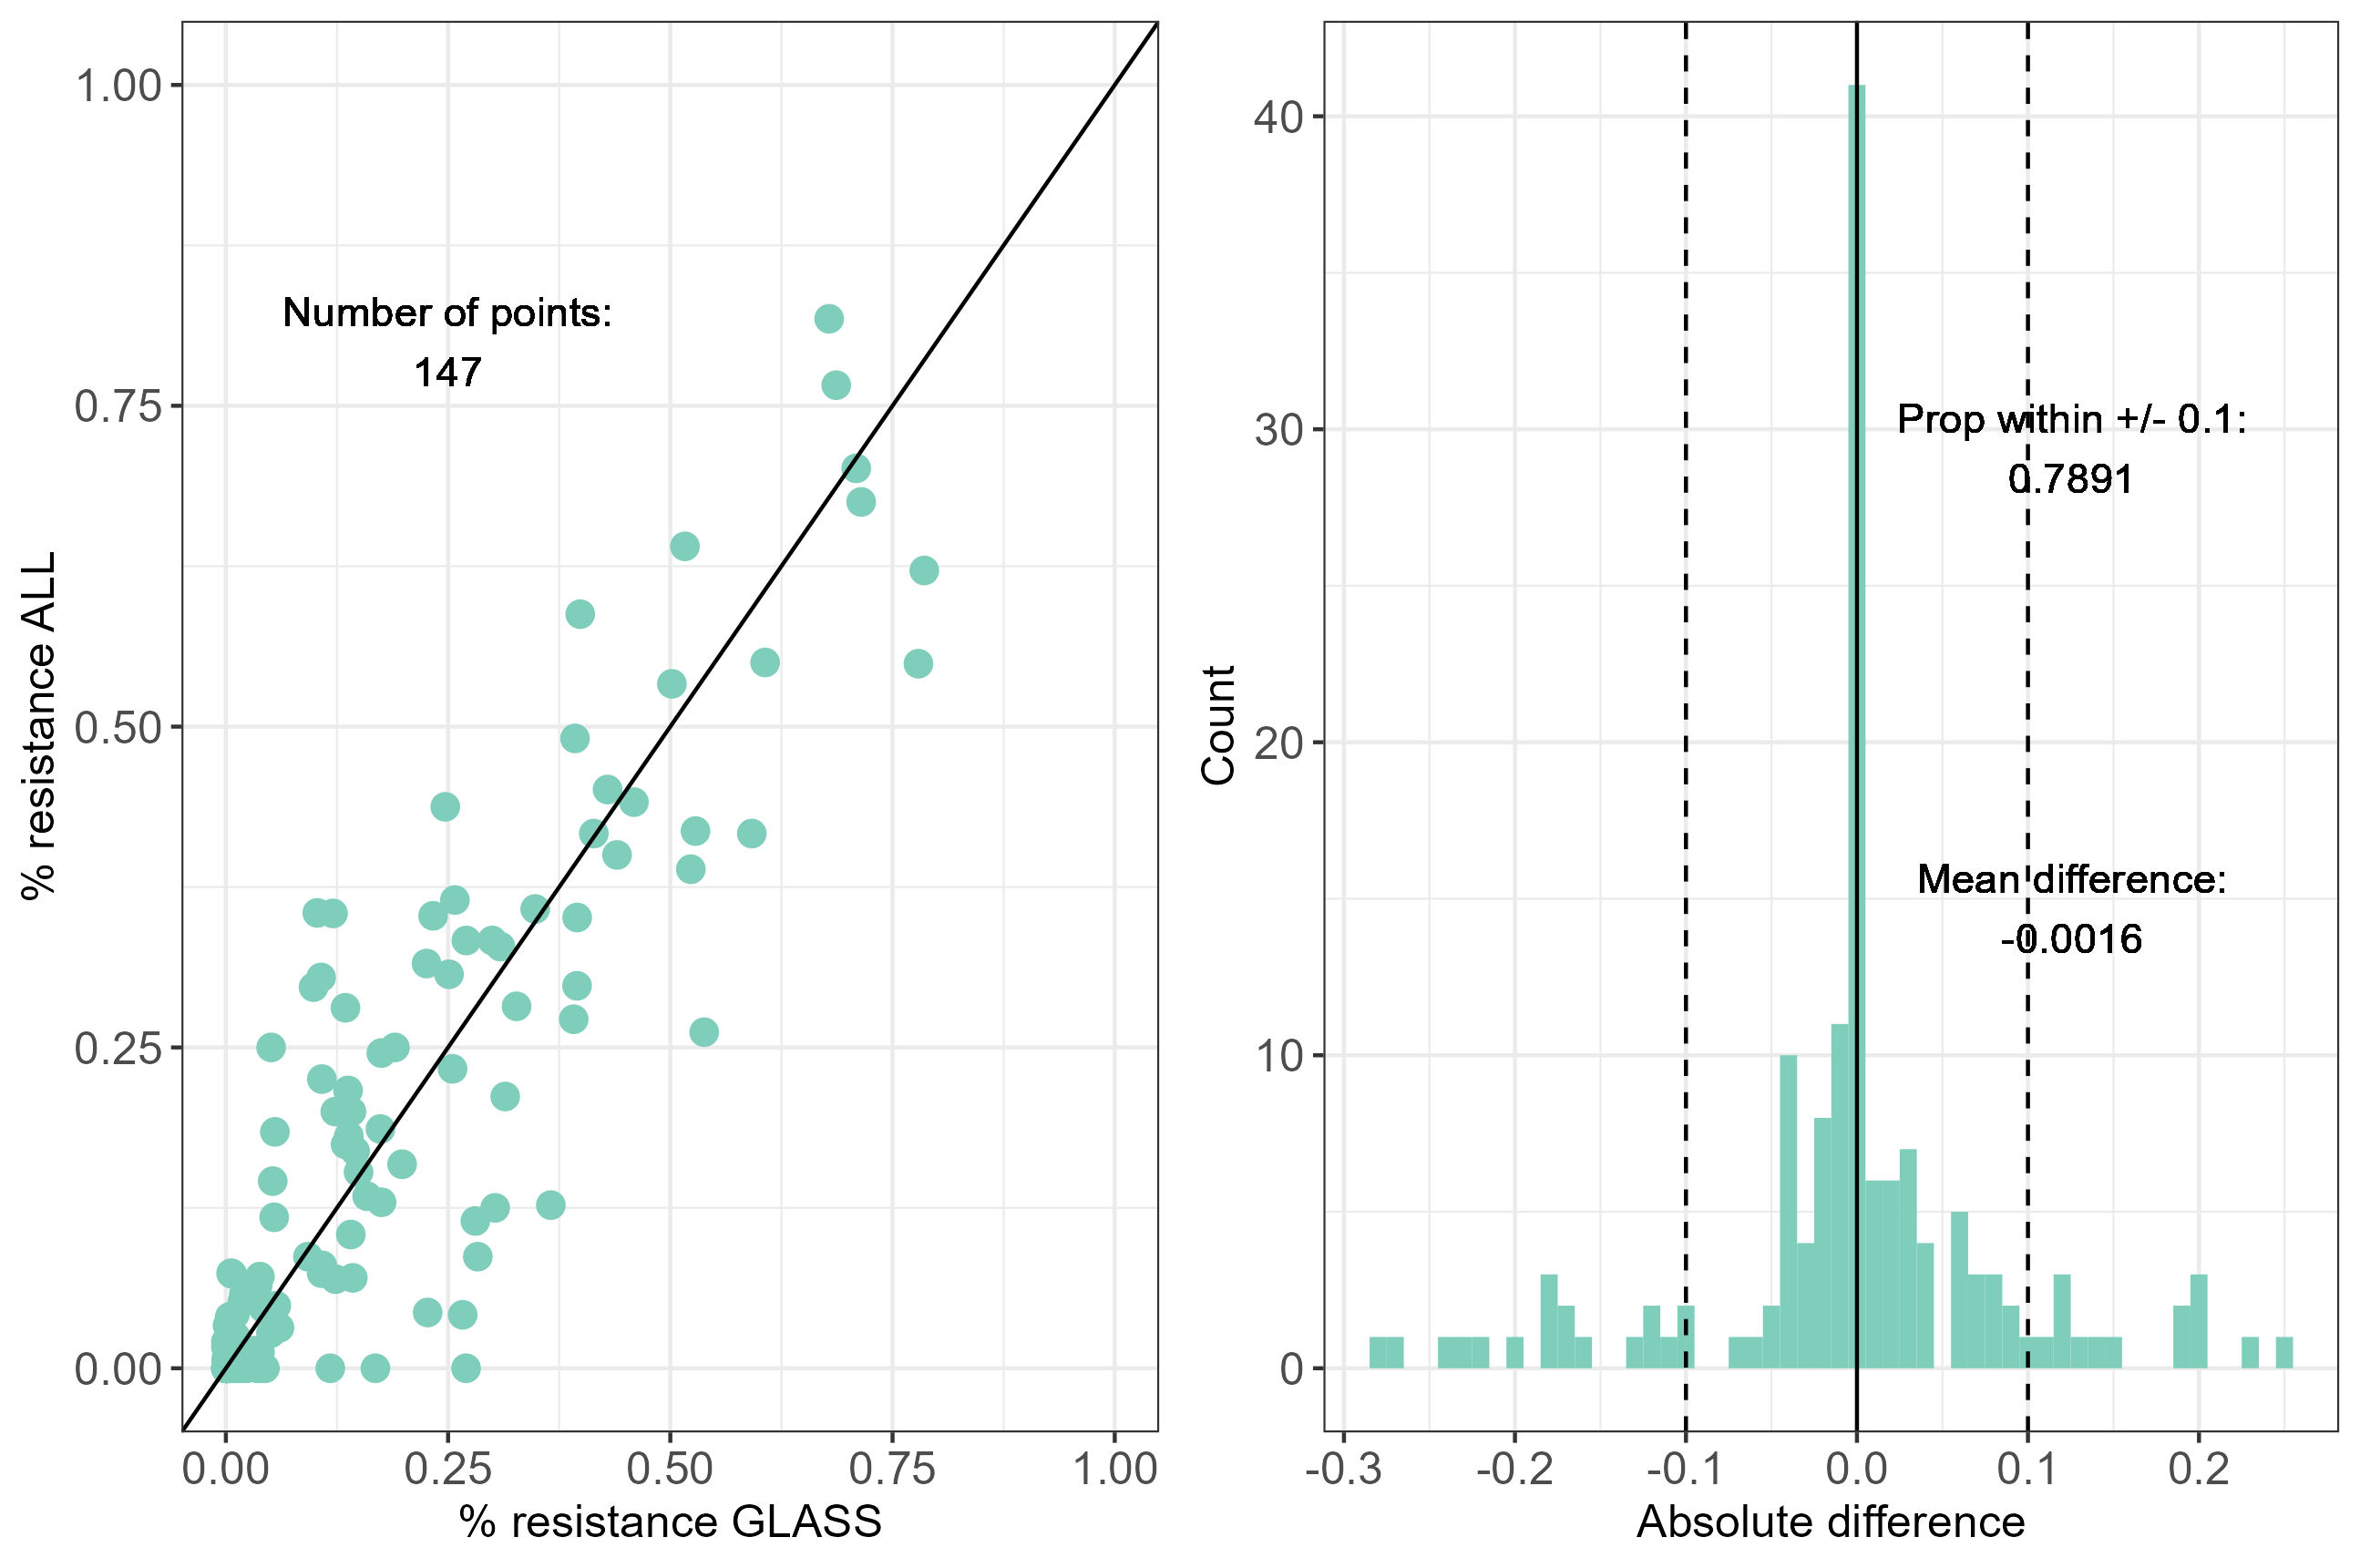 1.00
0.75
0.50
0.25
0.00
% resistance ALL
Number of points:
147
0.00 0.25 0.50 0.75 1.00
% resistance GLASS
40
30
20
10
0
Count
Prop within +/- 0.1:
0.7891
Mean difference:
-0.0016
-0.3 -0.2 -0.1 0.0 0.1 0.2
Absolute difference